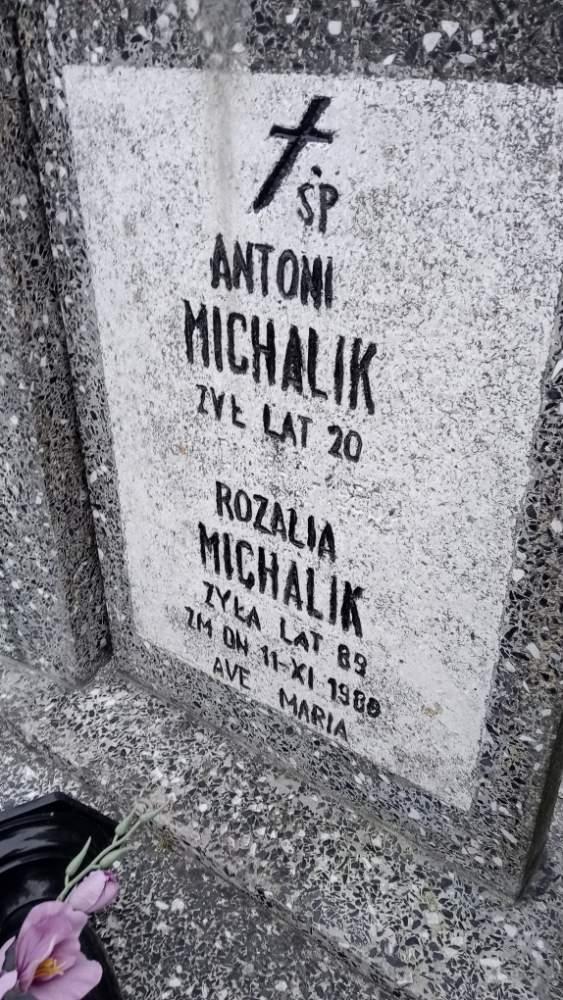 ŚP
ANTONI
MICHALIK
ŻYŁ LAT 20
ROZALIA
MICHALIK
ŻYŁA LAT 89
ZM DN 11-XI 1980
AVE MARIA